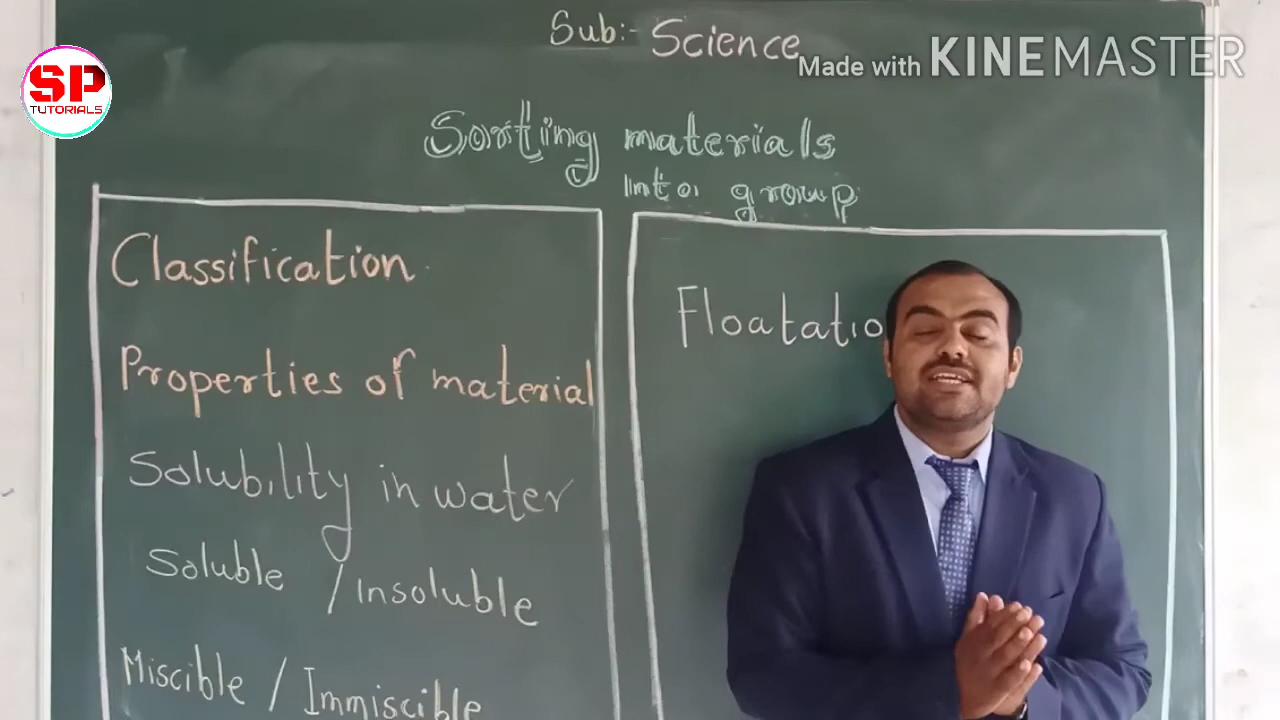 Sub:- Science
Made with KINEMASTER
SP
TUTORIALS
Sorting materials
into group
Classification
Properties of material
Solubility in water
Soluble / Insoluble
Miscible / Immiscible
Floatatio